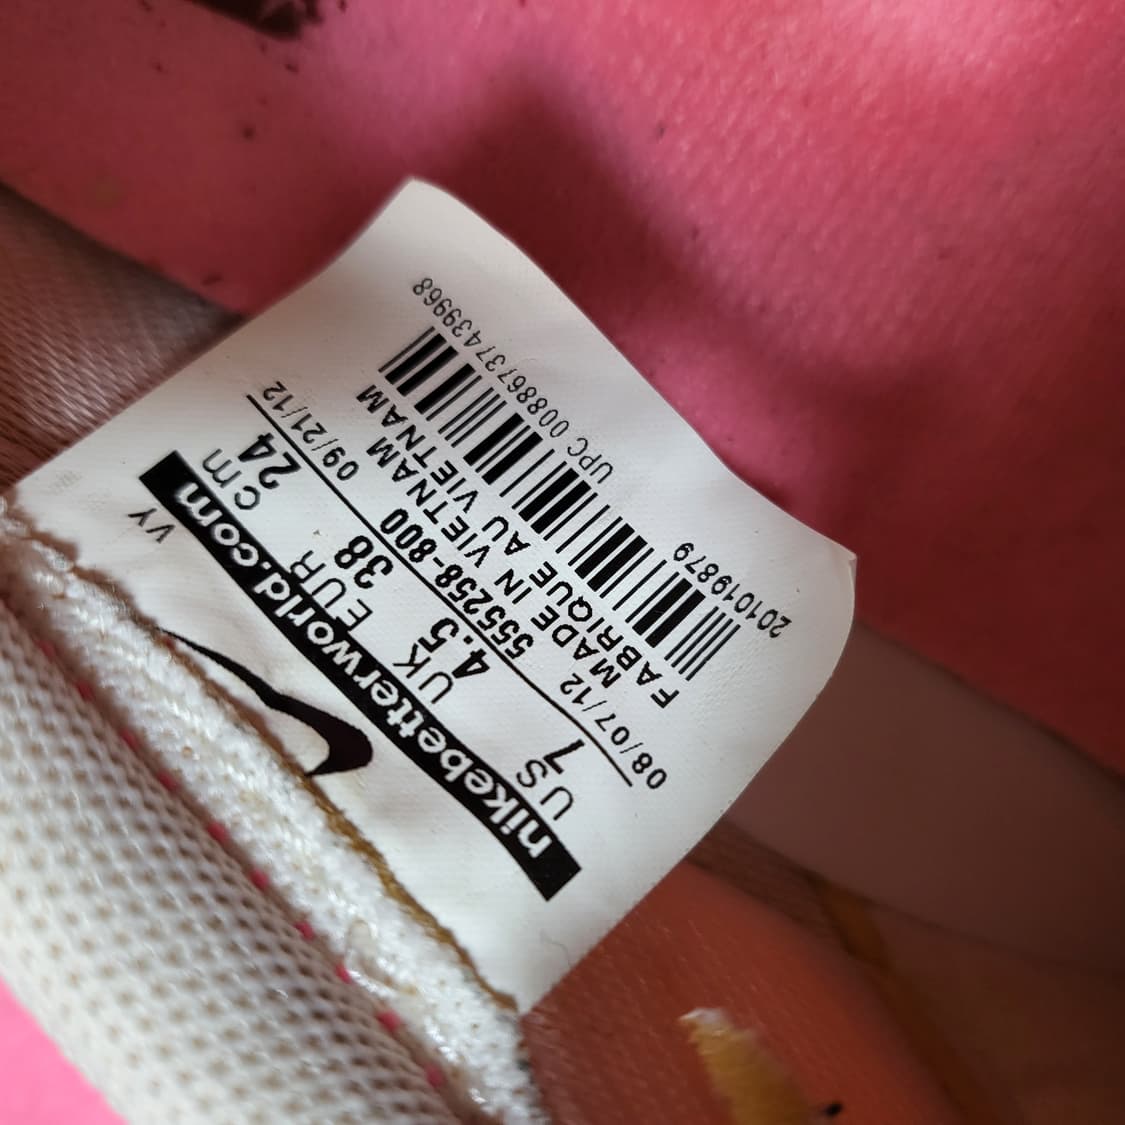 VY
nikebetterworld.com
US UK EUR cm
7 4.5 38 24
08/07/12 09/21/12
555258-800
MADE IN VIETNAM
FABRIQUE AU VIETNAM
UPC 00886737439968
201019879